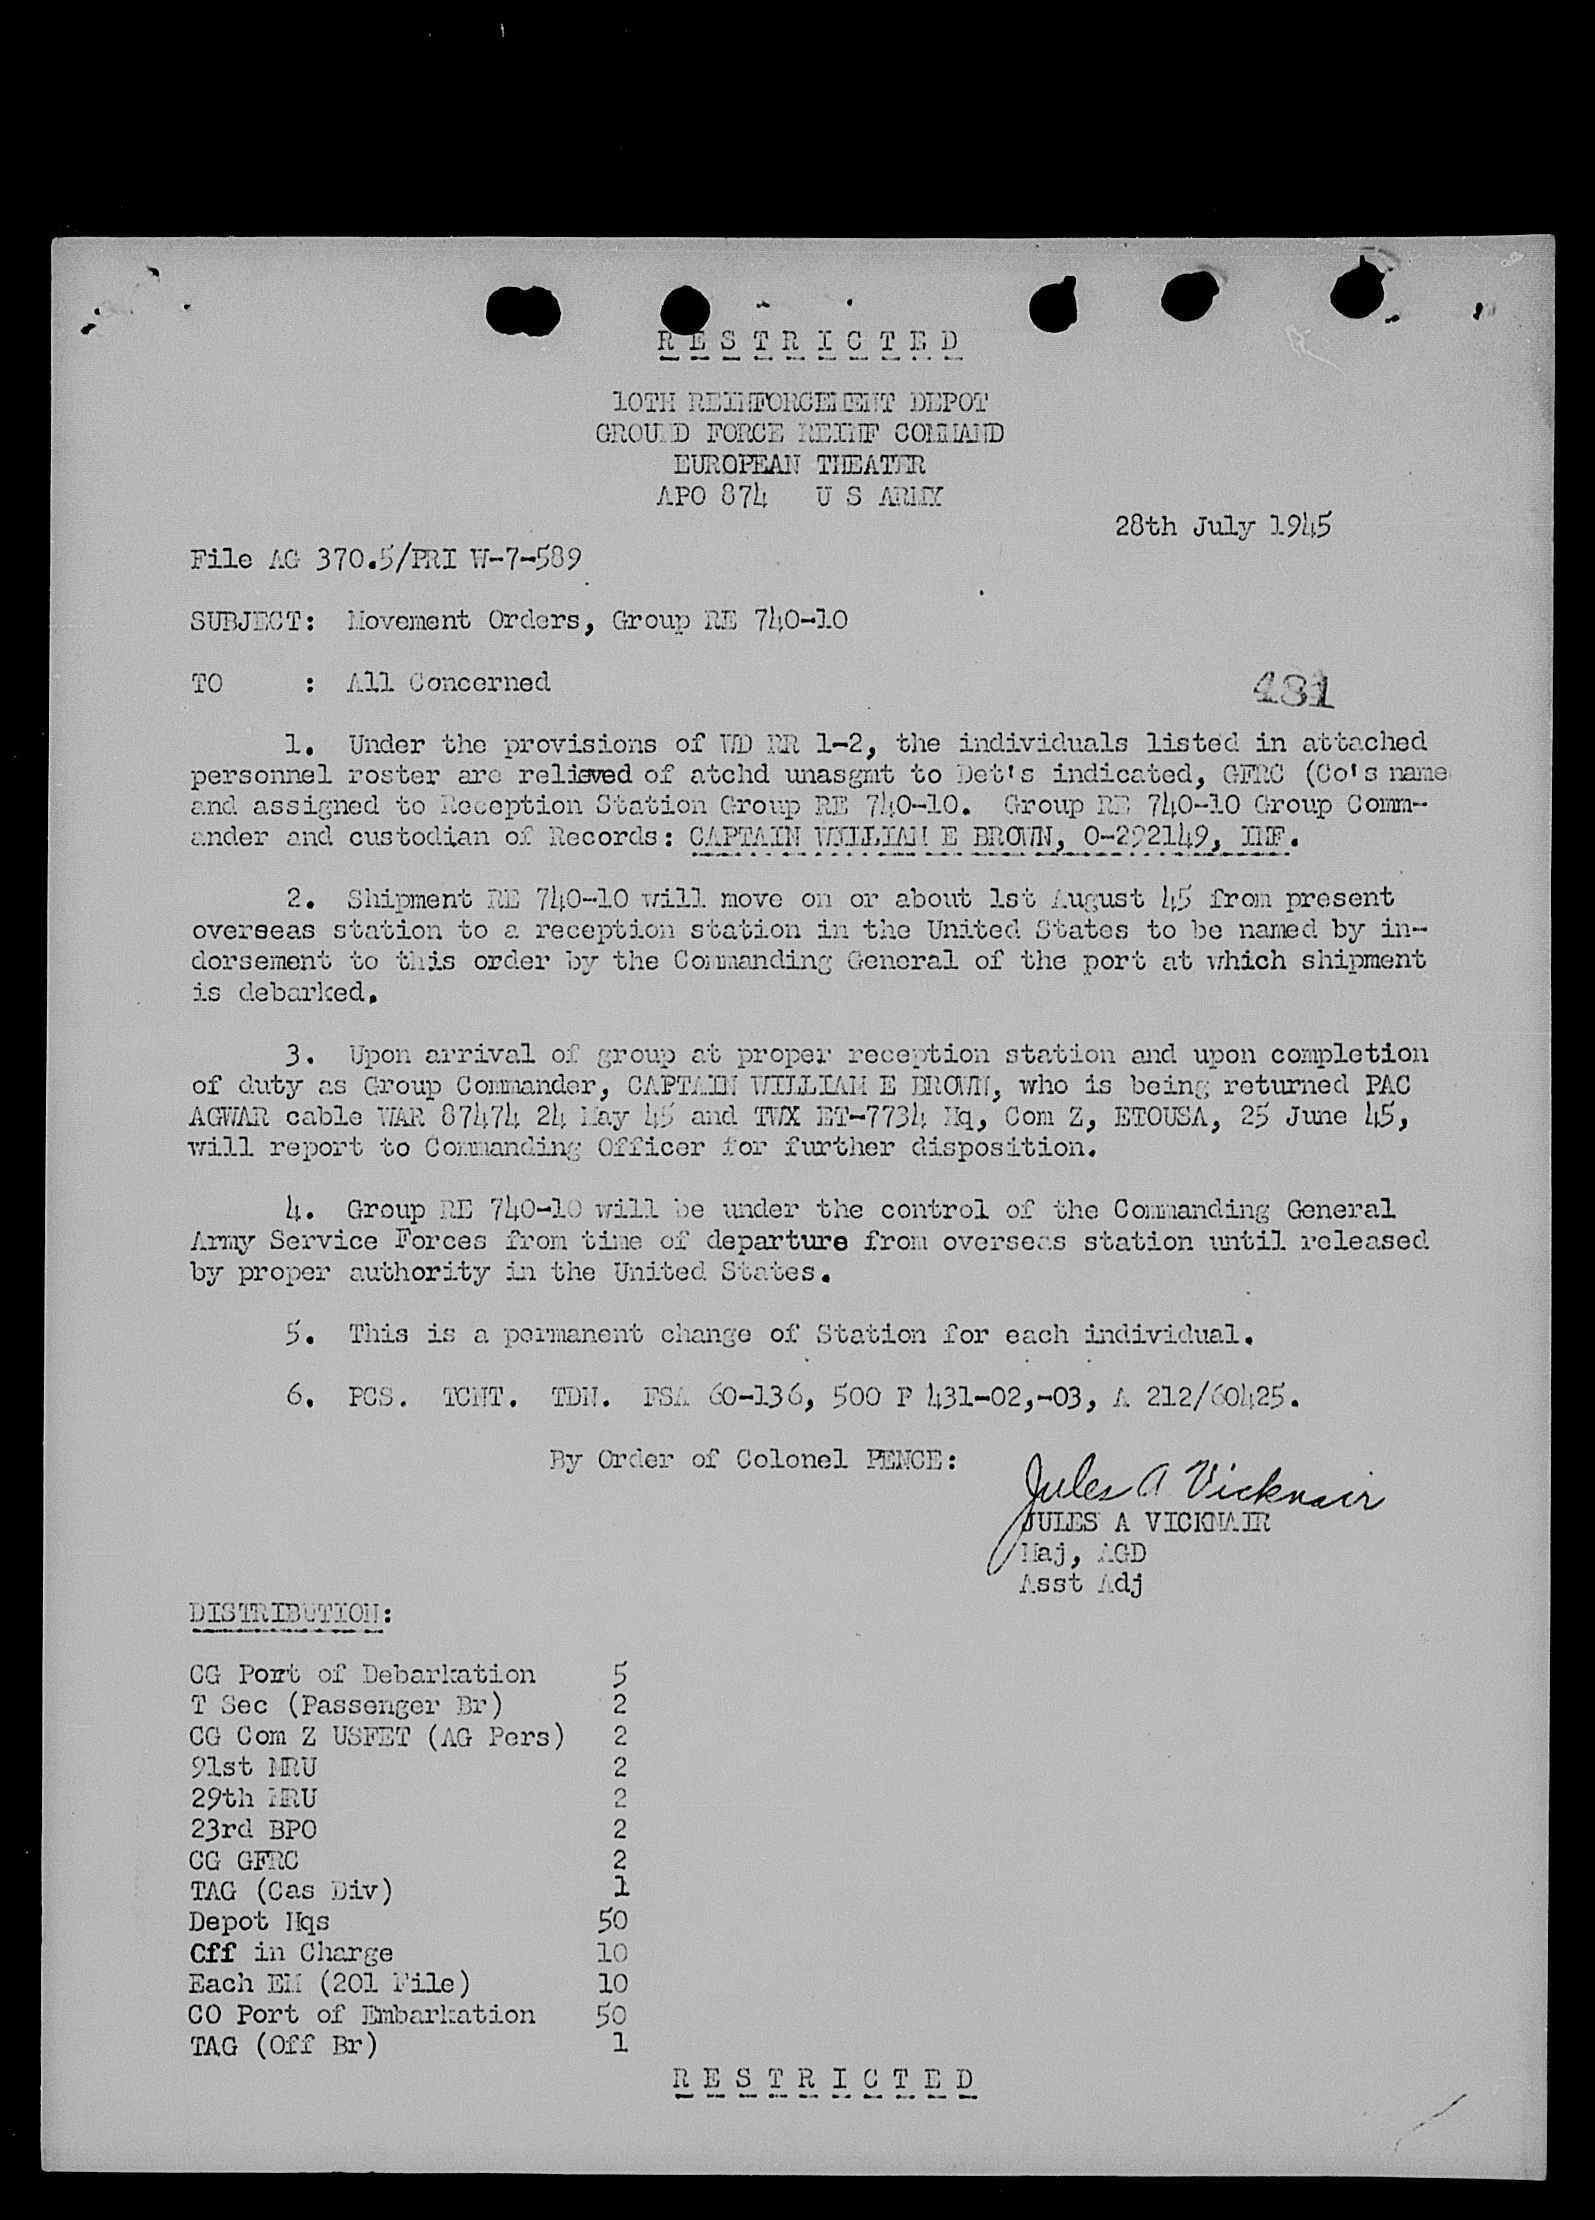 R E S T R I C T E D
10TH REINFORCEMENT DEPOT
GROUND FORCE REINF COMMAND
EUROPEAN THEATER
APO 874 U S ARMY
28th July 1945
File AG 370.5/PRI W-7-589
SUBJECT: Movement Orders, Group RE 740-10
TO : All Concerned
481
1. Under the provisions of WD RR 1-2, the individuals listed in attached
personnel roster are relieved of atchd unasgmt to Det's indicated, GFRC (Co's name
and assigned to Reception Station Group RE 740-10. Group RE 740-10 Group Comm-
ander and custodian of Records: CAPTAIN WILLIAM E BROWN, O-292149, INF.
2. Shipment RE 740-10 will move on or about 1st August 45 from present
overseas station to a reception station in the United States to be named by in-
dorsement to this order by the Commanding General of the port at which shipment
is debarked.
3. Upon arrival of group at proper reception station and upon completion
of duty as Group Commander, CAPTAIN WILLIAM E BROWN, who is being returned PAC
AGWAR cable WAR 87474 24 May 45 and TWX ET-7734 Hq, Com Z, ETOUSA, 25 June 45,
will report to Commanding Officer for further disposition.
4. Group RE 740-10 will be under the control of the Commanding General
Army Service Forces from time of departure from overseas station until released
by proper authority in the United States.
5. This is a permanent change of Station for each individual.
6. PCS. TCNT. TDN. FSA 60-136, 500 P 431-02,-03, A 212/60425.
By Order of Colonel PENCE:
Jules A Vicknair
JULES A VICKNAIR
Maj, AGD
Asst Adj
DISTRIBUTION:
CG Port of Debarkation 5
T Sec (Passenger Br) 2
CG Com Z USFET (AG Pers) 2
91st MRU 2
29th MRU 2
23rd BPO 2
CG GFRC 2
TAG (Cas Div) 1
Depot Hqs 50
Off in Charge 10
Each EM (201 File) 10
CO Port of Embarkation 50
TAG (Off Br) 1
R E S T R I C T E D